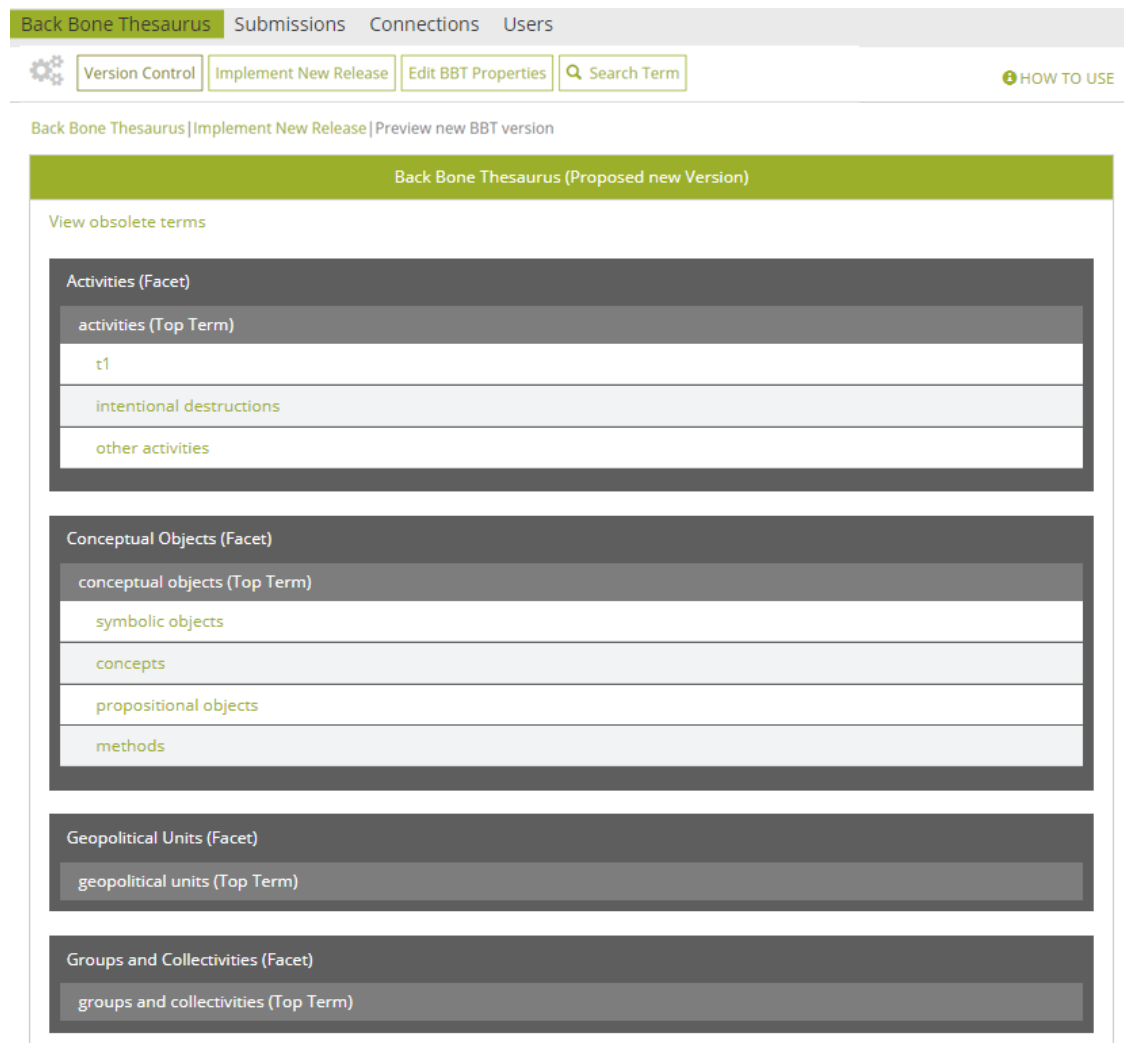 Back Bone Thesaurus Submissions Connections Users
Version Control Implement New Release Edit BBT Properties Search Term HOW TO USE
Back Bone Thesaurus|Implement New Release|Preview new BBT version
Back Bone Thesaurus (Proposed new Version)
View obsolete terms
Activities (Facet)
activities (Top Term)
t1
intentional destructions
other activities
Conceptual Objects (Facet)
conceptual objects (Top Term)
symbolic objects
concepts
propositional objects
methods
Geopolitical Units (Facet)
geopolitical units (Top Term)
Groups and Collectivities (Facet)
groups and collectivities (Top Term)